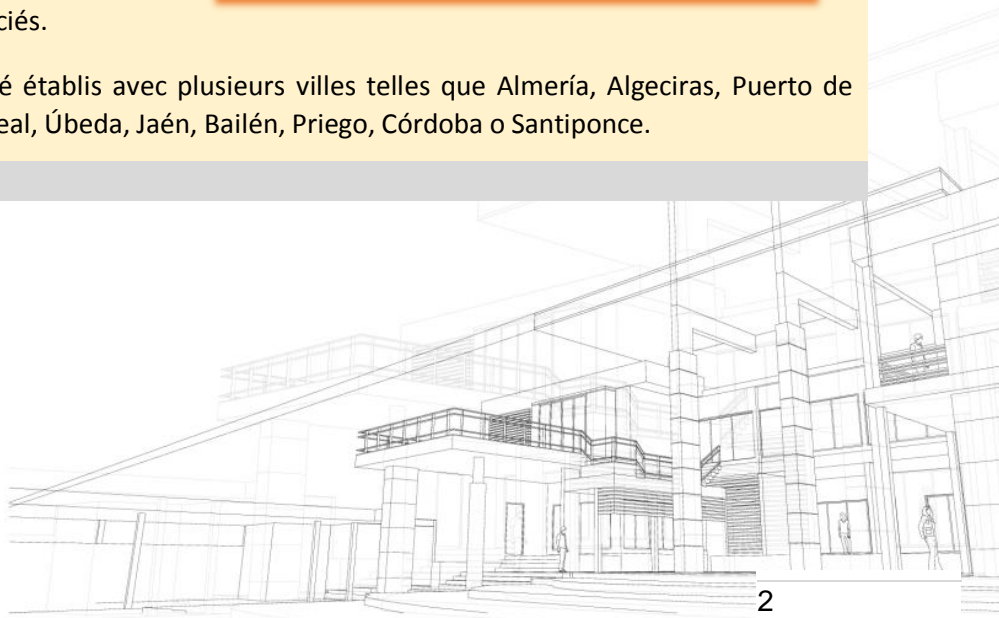 ciés.
é établis avec plusieurs villes telles que Almería, Algeciras, Puerto de
eal, Úbeda, Jaén, Bailén, Priego, Córdoba o Santiponce.
2